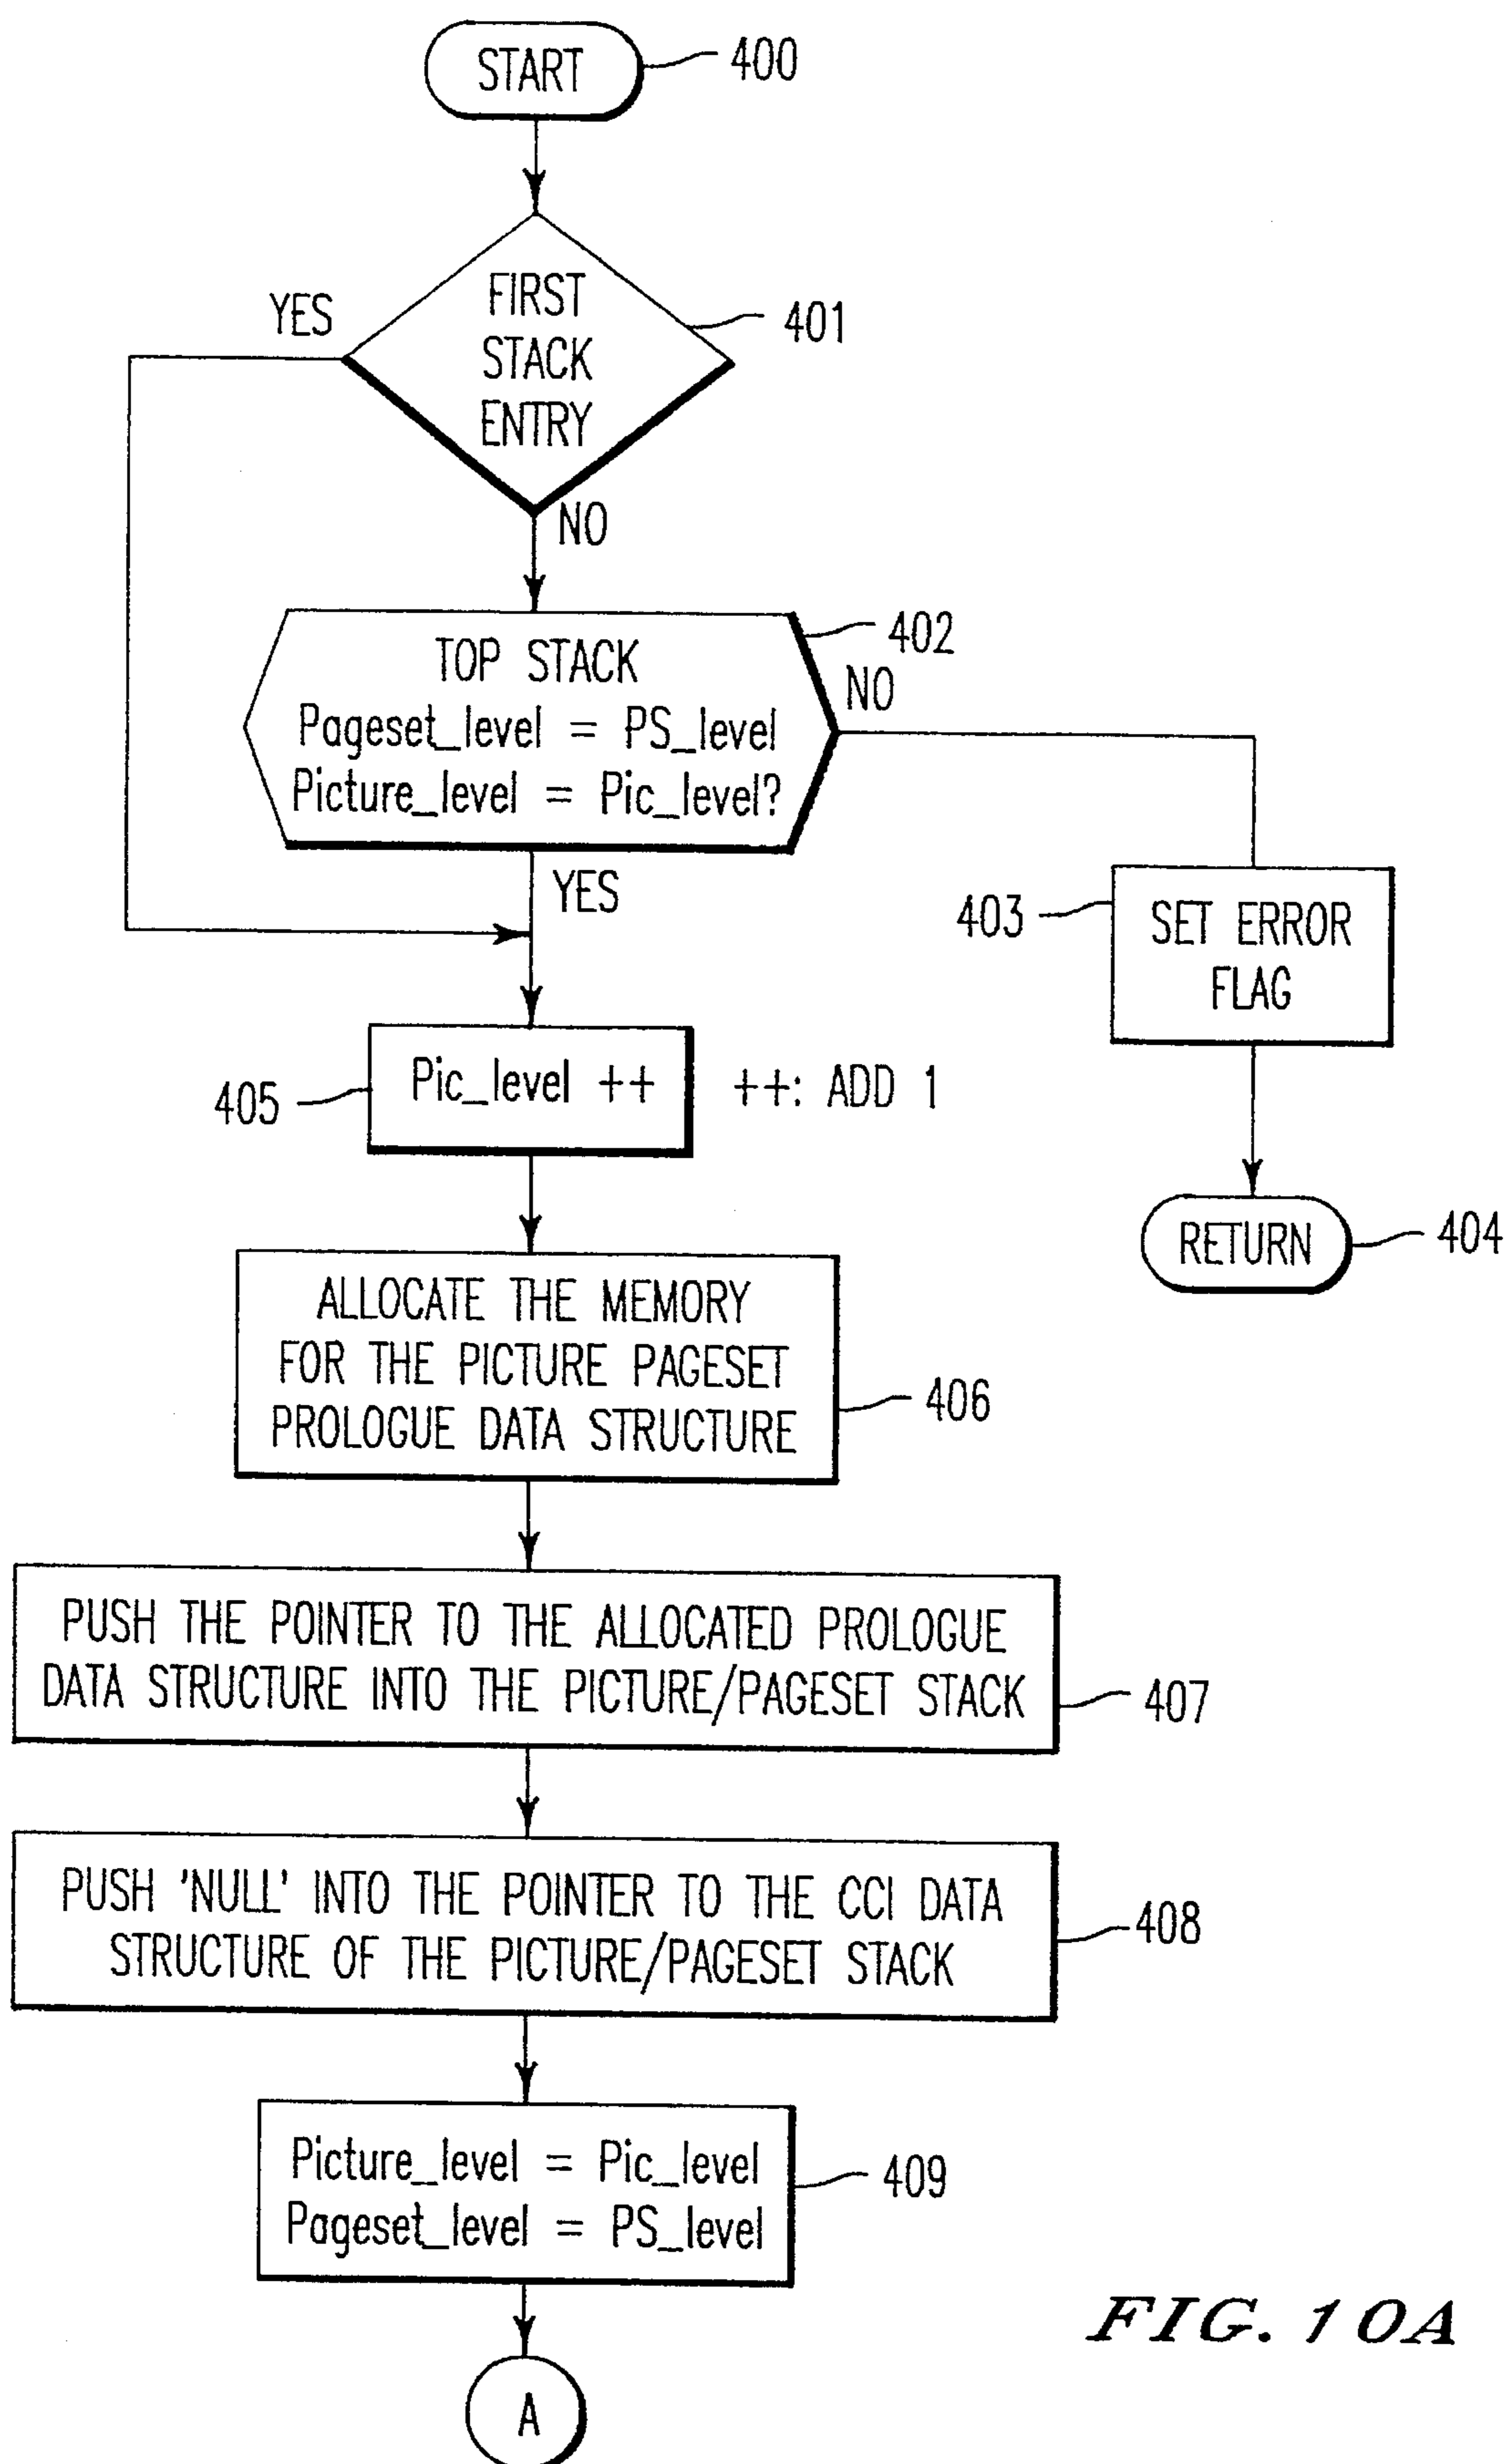 START
400
FIRST
STACK
ENTRY
401
YES
NO
TOP STACK
Pageset_level = PS_level
Picture_level = Pic_level?
402
NO
YES
403
SET ERROR
FLAG
405
Pic_level ++
++: ADD 1
RETURN
404
ALLOCATE THE MEMORY
FOR THE PICTURE PAGESET
PROLOGUE DATA STRUCTURE
406
PUSH THE POINTER TO THE ALLOCATED PROLOGUE
DATA STRUCTURE INTO THE PICTURE/PAGESET STACK
407
PUSH 'NULL' INTO THE POINTER TO THE CCI DATA
STRUCTURE OF THE PICTURE/PAGESET STACK
408
Picture_level = Pic_level
Pageset_level = PS_level
409
A
FIG. 10A